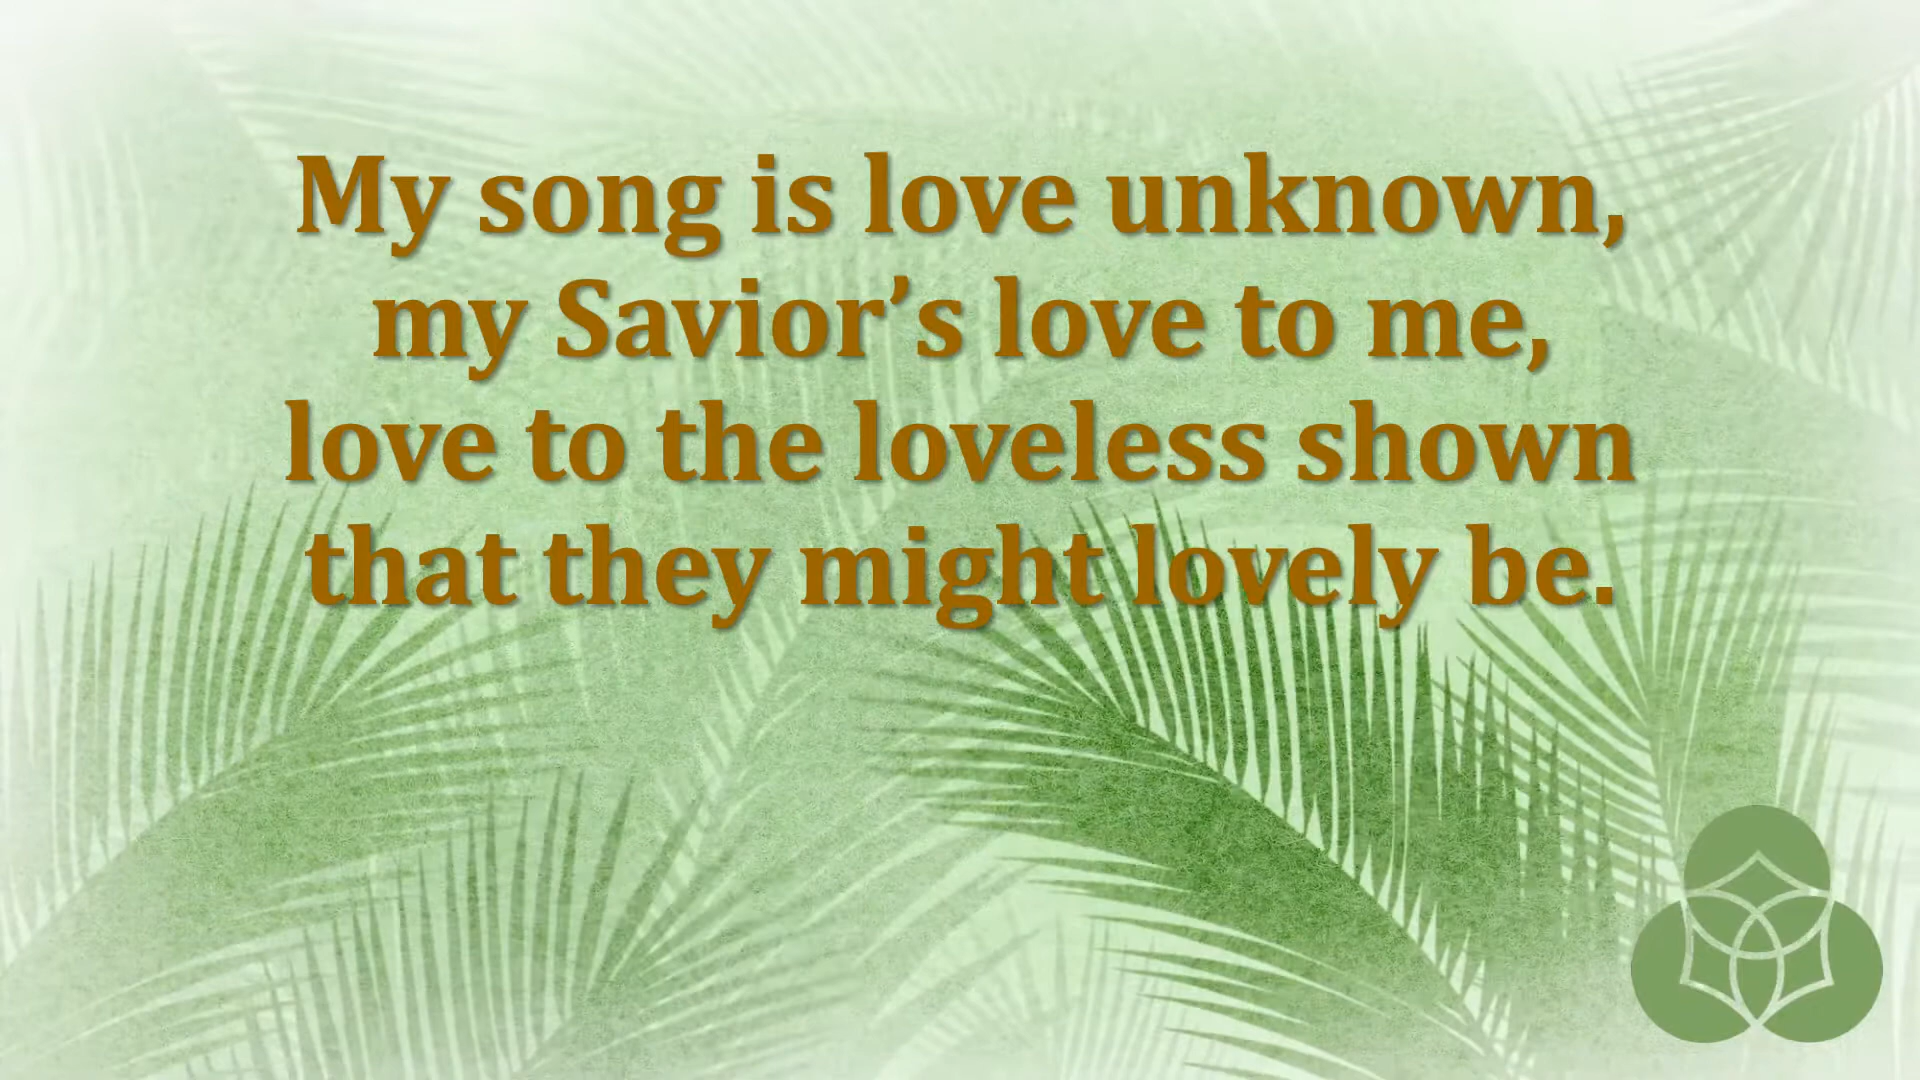 My song is love unknown,
my Savior’s love to me,
love to the loveless shown
that they might lovely be.